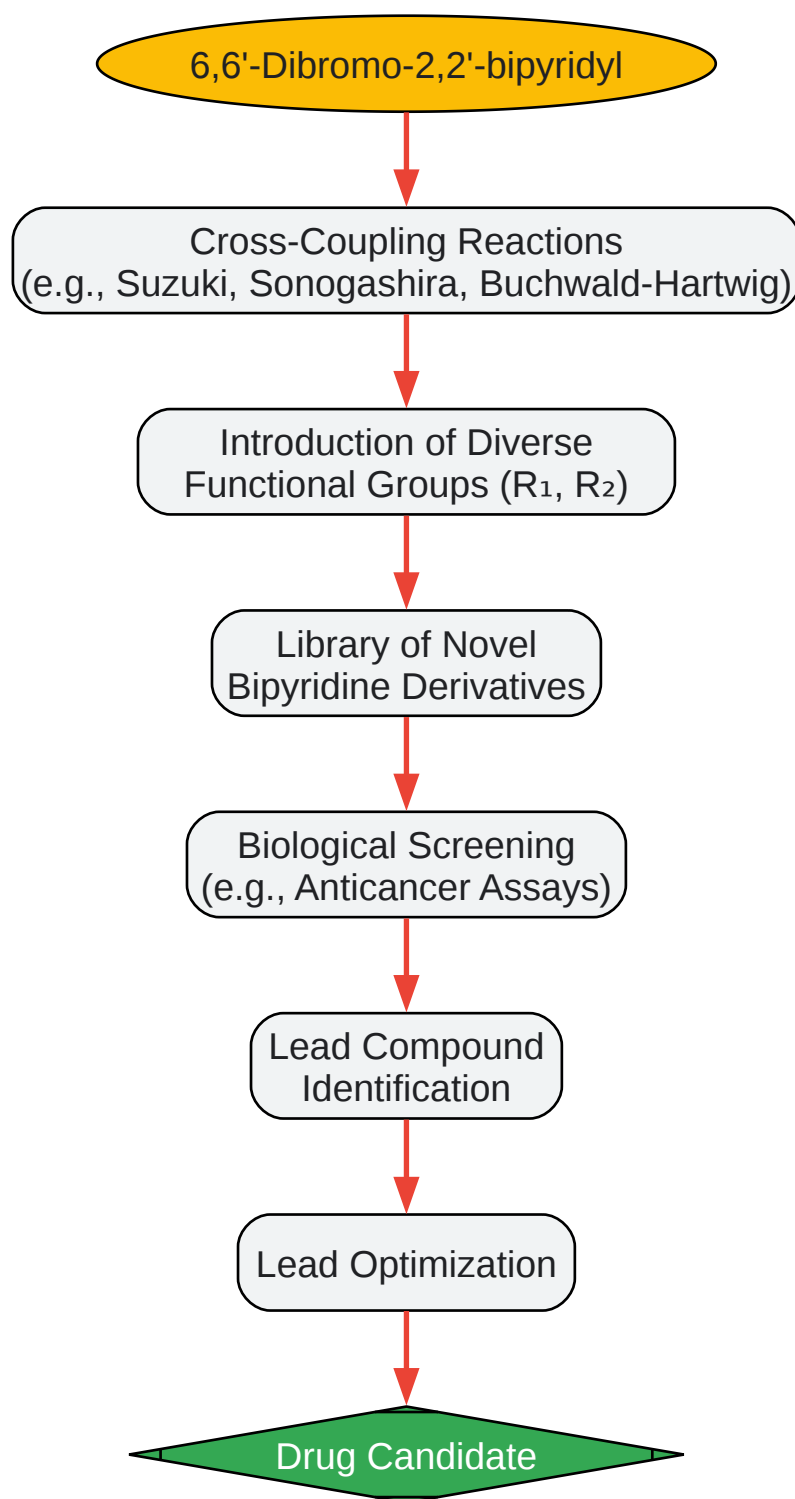 6,6'-Dibromo-2,2'-bipyridyl
Cross-Coupling Reactions
(e.g., Suzuki, Sonogashira, Buchwald-Hartwig)
Introduction of Diverse
Functional Groups (R₁, R₂)
Library of Novel
Bipyridine Derivatives
Biological Screening
(e.g., Anticancer Assays)
Lead Compound
Identification
Lead Optimization
Drug Candidate